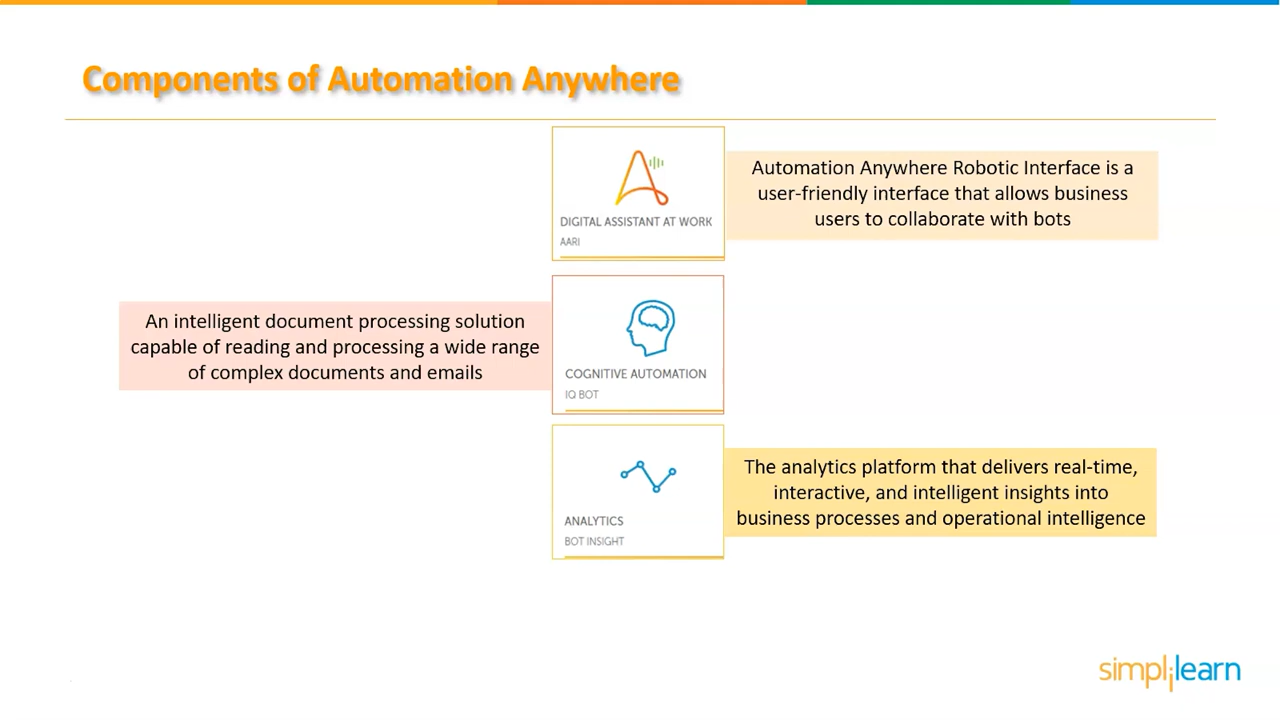 Components of Automation Anywhere
DIGITAL ASSISTANT AT WORK
AARI
Automation Anywhere Robotic Interface is a
user-friendly interface that allows business
users to collaborate with bots
An intelligent document processing solution
capable of reading and processing a wide range
of complex documents and emails
COGNITIVE AUTOMATION
IQ BOT
ANALYTICS
BOT INSIGHT
The analytics platform that delivers real-time,
interactive, and intelligent insights into
business processes and operational intelligence
simplilearn